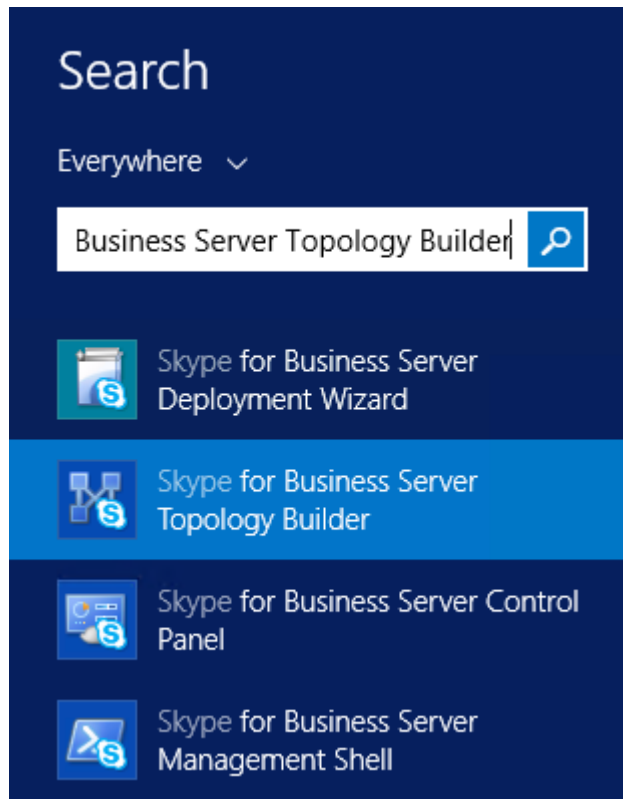 Search
Everywhere
Business Server Topology Builder
Skype for Business Server
Deployment Wizard
Skype for Business Server
Topology Builder
Skype for Business Server Control
Panel
Skype for Business Server
Management Shell